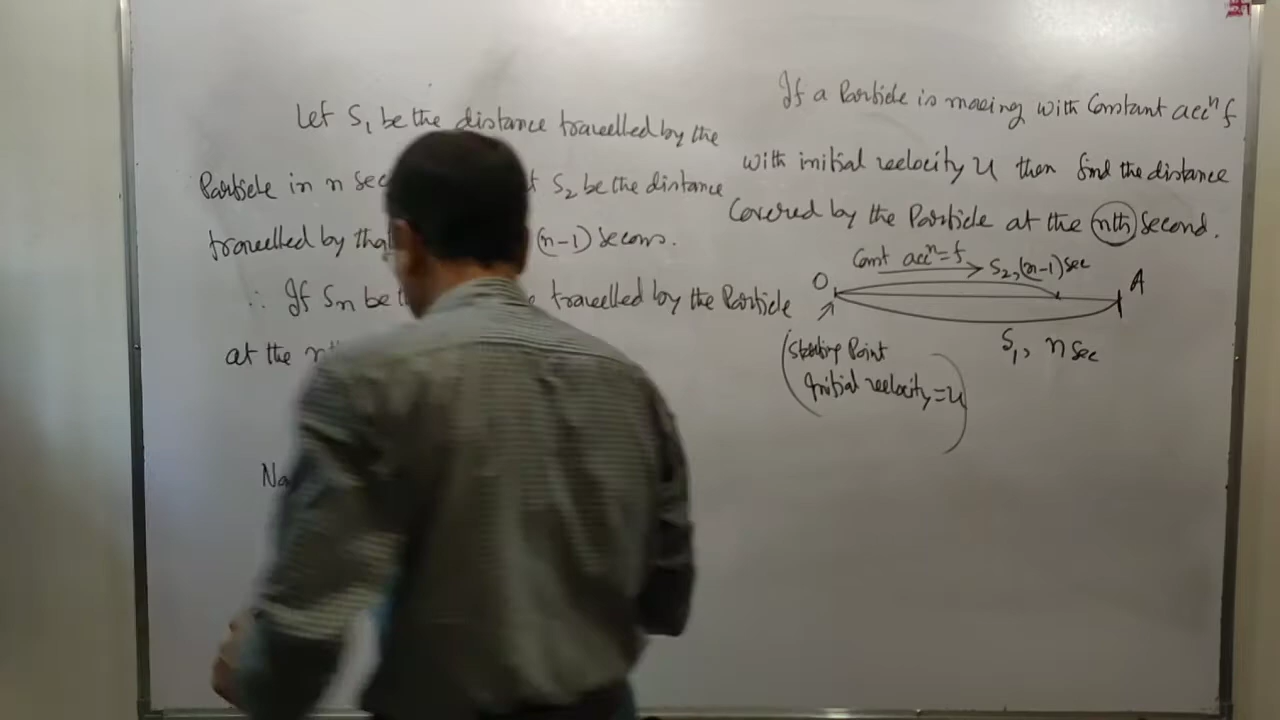 Let S₁ be the distance travelled by the
Particle in n sec S₂ be the distance
travelled by tha (n-1) secons.
∴ If Sn be travelled by the Particle
at the
If a Particle is moving with Constant accⁿ f
with initial velocity u then find the distance
Covered by the Particle at the nth second.
Const accⁿ = f
S₂, (n-1) sec
O A
S₁, n sec
(Starting Point
Initial velocity = u)